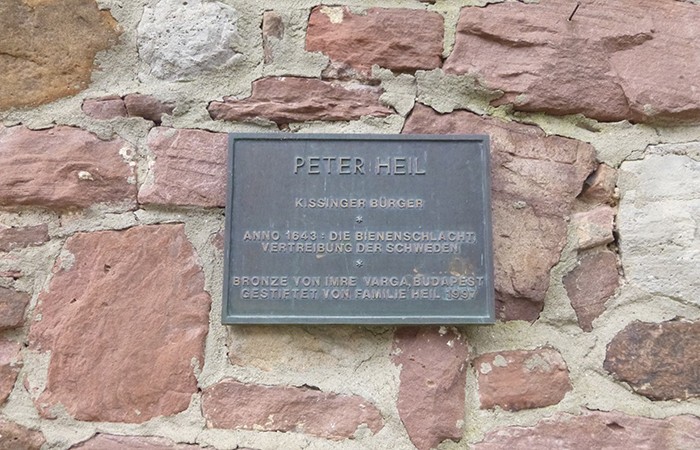 PETER HEIL
KISSINGER BÜRGER
*
ANNO 1643: DIE BIENENSCHLACHT
VERTREIBUNG DER SCHWEDEN
*
BRONZE VON IMRE VARGA, BUDAPEST
GESTIFTET VON FAMILIE HEIL